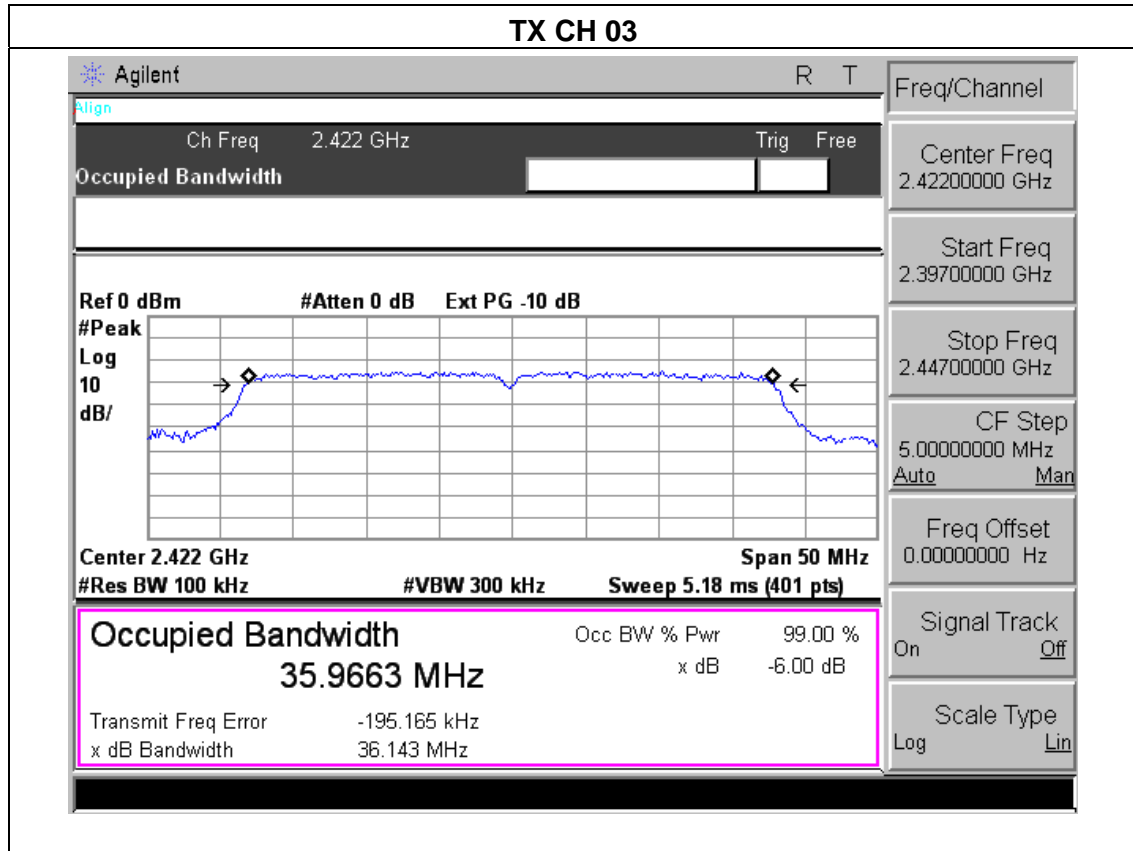 TX CH 03
Agilent R T
Align
Ch Freq 2.422 GHz Trig Free
Occupied Bandwidth
Ref 0 dBm #Atten 0 dB Ext PG -10 dB
#Peak
Log
10
dB/
Center 2.422 GHz Span 50 MHz
#Res BW 100 kHz #VBW 300 kHz Sweep 5.18 ms (401 pts)
Occupied Bandwidth Occ BW % Pwr 99.00 %
35.9663 MHz x dB -6.00 dB
Transmit Freq Error -195.165 kHz
x dB Bandwidth 36.143 MHz
Freq/Channel
Center Freq
2.42200000 GHz
Start Freq
2.39700000 GHz
Stop Freq
2.44700000 GHz
CF Step
5.00000000 MHz
Auto Man
Freq Offset
0.00000000 Hz
Signal Track
On Off
Scale Type
Log Lin